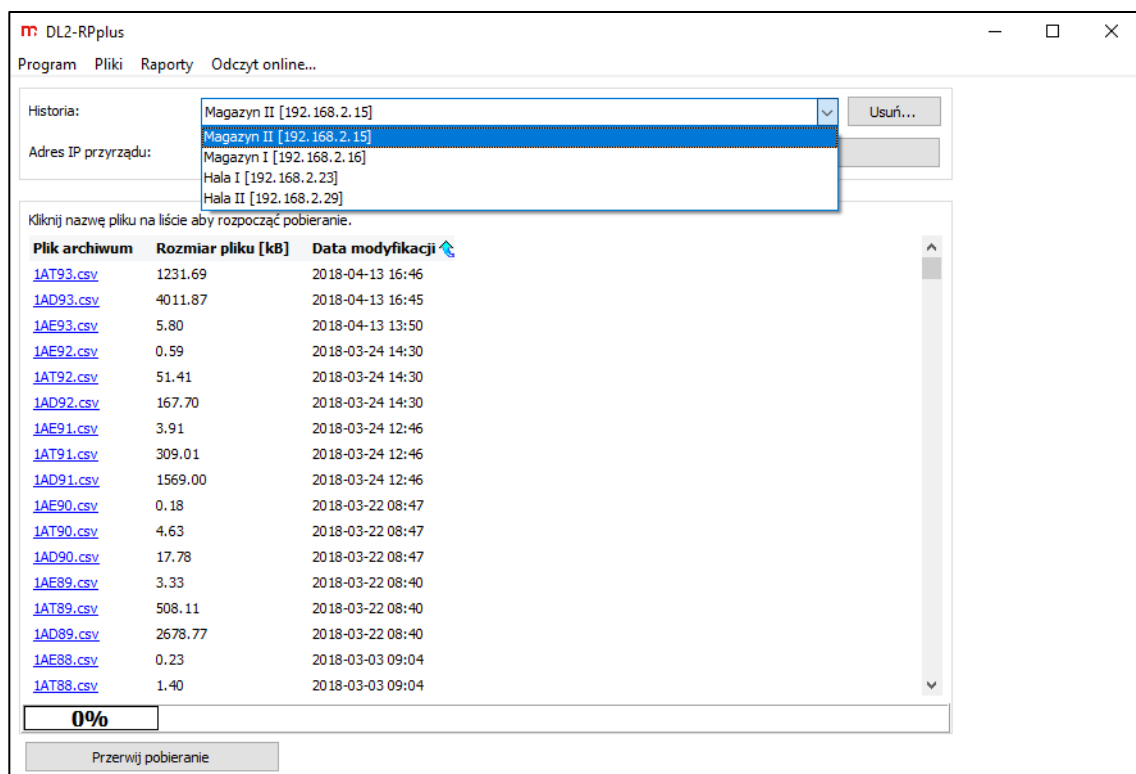 DL2-RPplus
Program Pliki Raporty Odczyt online...
Historia: Magazyn II [192.168.2.15] Usuń...
Magazyn II [192.168.2.15]
Adres IP przyrządu: Magazyn I [192.168.2.16]
Hala I [192.168.2.23]
Hala II [192.168.2.29]
Kliknij nazwę pliku na liście aby rozpocząć pobieranie.
Plik archiwum Rozmiar pliku [kB] Data modyfikacji
1AT93.csv 1231.69 2018-04-13 16:46
1AD93.csv 4011.87 2018-04-13 16:45
1AE93.csv 5.80 2018-04-13 13:50
1AE92.csv 0.59 2018-03-24 14:30
1AT92.csv 51.41 2018-03-24 14:30
1AD92.csv 167.70 2018-03-24 14:30
1AE91.csv 3.91 2018-03-24 12:46
1AT91.csv 309.01 2018-03-24 12:46
1AD91.csv 1569.00 2018-03-24 12:46
1AE90.csv 0.18 2018-03-22 08:47
1AT90.csv 4.63 2018-03-22 08:47
1AD90.csv 17.78 2018-03-22 08:47
1AE89.csv 3.33 2018-03-22 08:40
1AT89.csv 508.11 2018-03-22 08:40
1AD89.csv 2678.77 2018-03-22 08:40
1AE88.csv 0.23 2018-03-03 09:04
1AT88.csv 1.40 2018-03-03 09:04
0%
Przerwij pobieranie